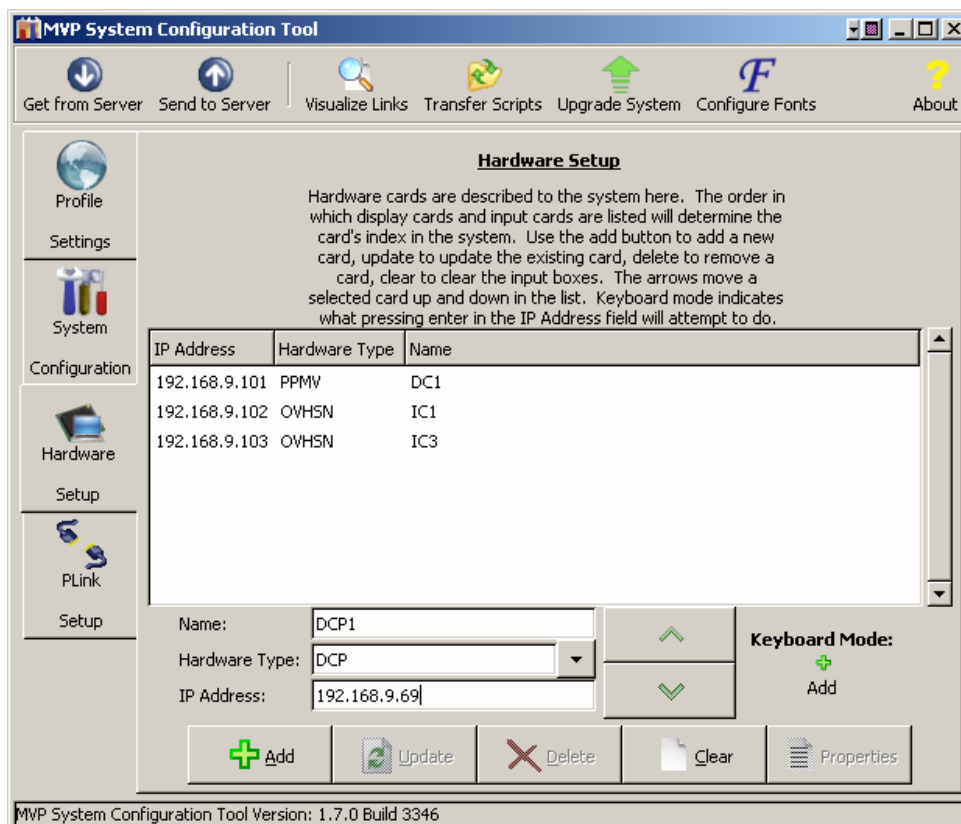 MVP System Configuration Tool
Get from Server Send to Server Visualize Links Transfer Scripts Upgrade System Configure Fonts About
Profile
Settings
System
Configuration
Hardware
Setup
PLink
Setup
Hardware Setup
Hardware cards are described to the system here. The order in
which display cards and input cards are listed will determine the
card's index in the system. Use the add button to add a new
card, update to update the existing card, delete to remove a
card, clear to clear the input boxes. The arrows move a
selected card up and down in the list. Keyboard mode indicates
what pressing enter in the IP Address field will attempt to do.
IP Address Hardware Type Name
192.168.9.101 PPMV DC1
192.168.9.102 OVHSN IC1
192.168.9.103 OVHSN IC3
Name: DCP1
Hardware Type: DCP
IP Address: 192.168.9.69
Keyboard Mode:
Add
Add Update Delete Clear Properties
MVP System Configuration Tool Version: 1.7.0 Build 3346